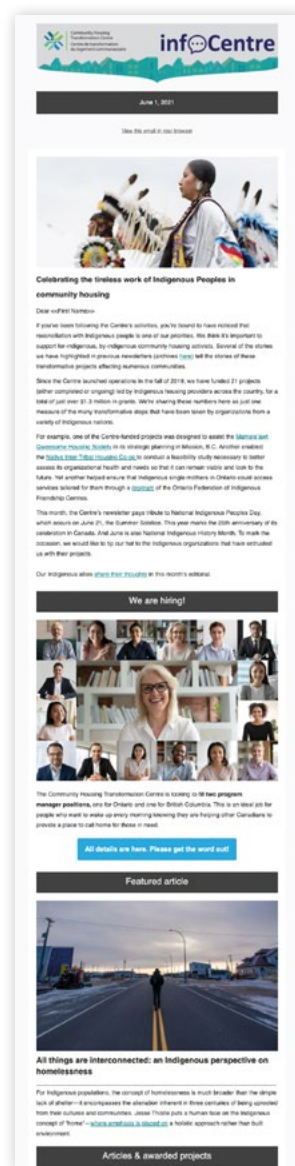 Community Housing
Transformation Centre
Centre de transformation
du logement communautaire
infoCentre
June 1, 2021
View this email in your browser
Celebrating the tireless work of Indigenous Peoples in
community housing
Dear <<First Name>>
If you've been following the Centre's activities, you're bound to have noticed that
reconciliation with Indigenous people is one of our priorities. We think it's important to
support for-indigenous, by-indigenous community housing activists. Several of the stories
we have highlighted in previous newsletters (archives here) tell the stories of these
transformative projects affecting numerous communities.
Since the Centre launched operations in the fall of 2018, we have funded 21 projects
(either completed or ongoing) led by Indigenous housing providers across the country, for a
total of just over $1.3 million in grants. We're sharing these numbers here as just one
measure of the many transformative steps that have been taken by organizations from a
variety of Indigenous nations.
For example, one of the Centre-funded projects was designed to assist the Mamele'awt
Qweesome Housing Society in its strategic planning in Mission, B.C. Another enabled
the Native Inter Tribal Housing Co-op to conduct a feasibility study necessary to better
assess its organizational health and needs so that it can remain viable and look to the
future. Yet another helped ensure that Indigenous single mothers in Ontario could access
services tailored for them through a program of the Ontario Federation of Indigenous
Friendship Centres.
This month, the Centre's newsletter pays tribute to National Indigenous Peoples Day,
which occurs on June 21, the Summer Solstice. This year marks the 25th anniversary of its
celebration in Canada. And June is also National Indigenous History Month. To mark the
occasion, we would like to tip our hat to the Indigenous organizations that have entrusted
us with their projects.
Our Indigenous allies share their thoughts in this month's editorial.
We are hiring!
The Community Housing Transformation Centre is looking to fill two program
manager positions, one for Ontario and one for British Columbia. This is an ideal job for
people who want to wake up every morning knowing they are helping other Canadians to
provide a place to call home for those in need.
All details are here. Please get the word out!
Featured article
All things are interconnected: an Indigenous perspective on
homelessness
For Indigenous populations, the concept of homelessness is much broader than the simple
lack of shelter—it encompasses the alienation inherent in three centuries of being uprooted
from their cultures and communities. Jesse Thistle puts a human face on the Indigenous
concept of "home"—where emphasis is placed on a holistic approach rather than built
environment.
Articles & awarded projects